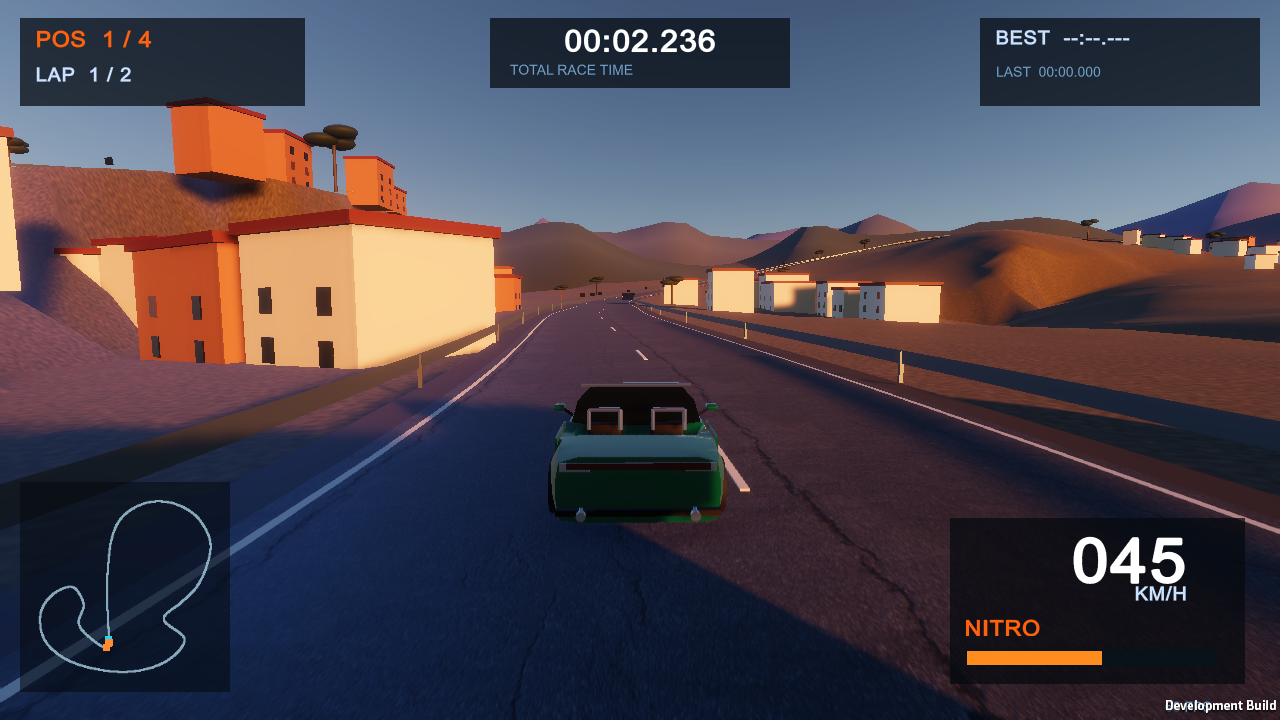 POS 1 / 4
LAP 1 / 2
00:02.236
TOTAL RACE TIME
BEST --:--.---
LAST 00:00.000
045
KM/H
NITRO
Development Build